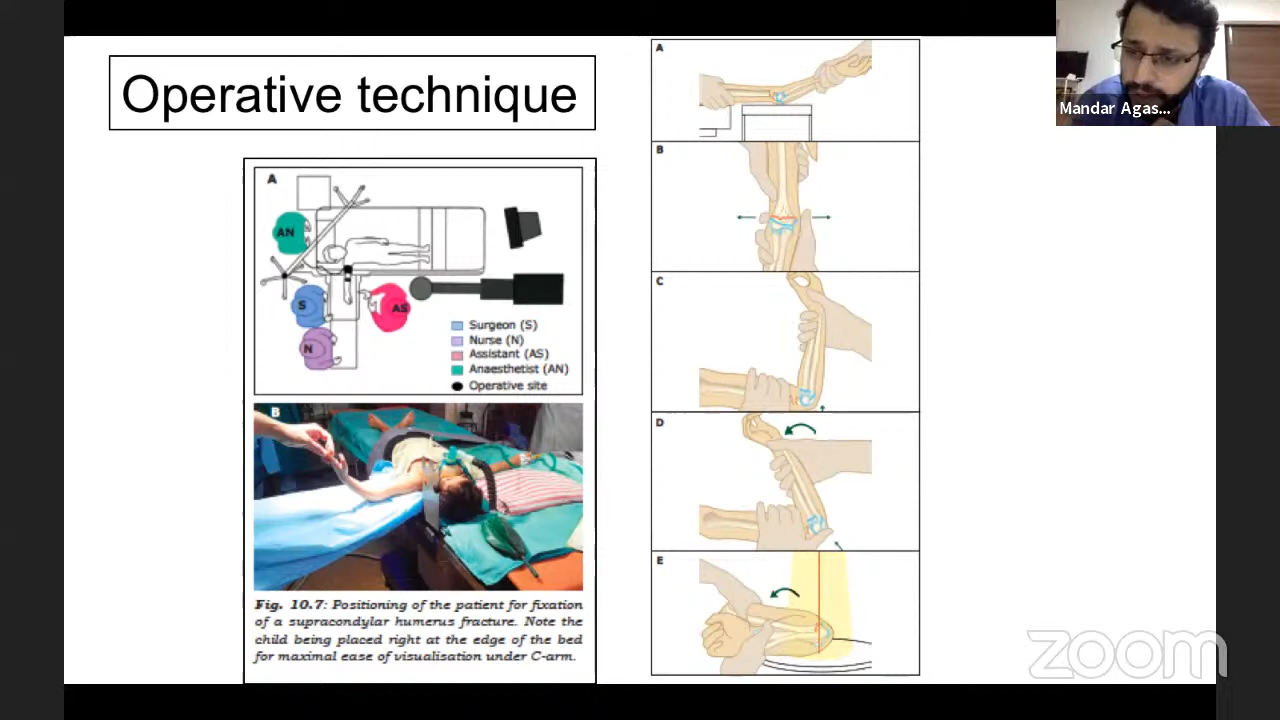 Operative technique
A
AN
S
AS
N
Surgeon (S)
Nurse (N)
Assistant (AS)
Anaesthetist (AN)
Operative site
B
Fig. 10.7: Positioning of the patient for fixation
of a supracondylar humerus fracture. Note the
child being placed right at the edge of the bed
for maximal ease of visualisation under C-arm.
A
B
C
D
E
Mandar Agas...
zoom